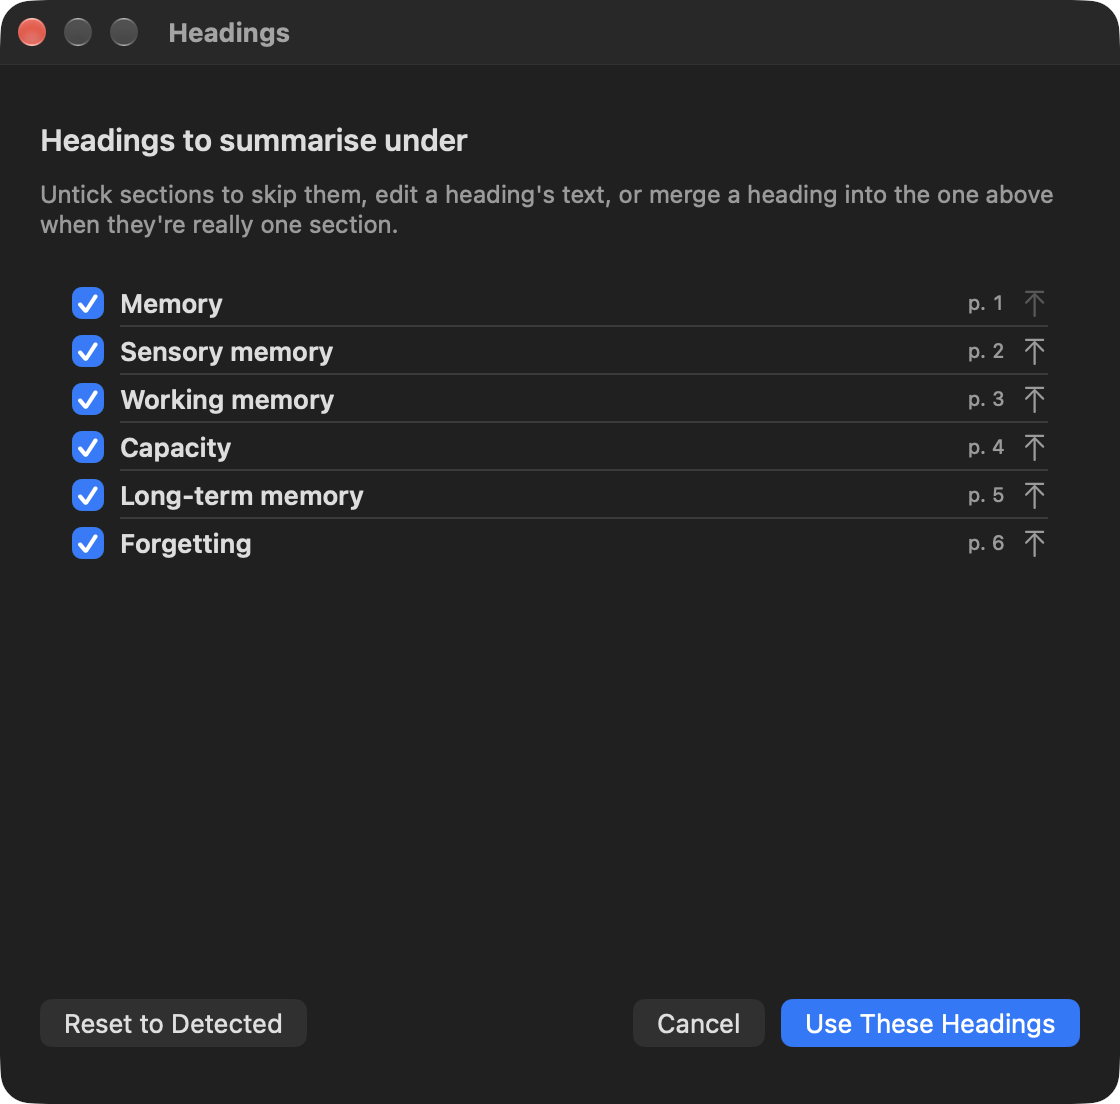 Headings
Headings to summarise under
Untick sections to skip them, edit a heading's text, or merge a heading into the one above
when they're really one section.
Memory p. 1
Sensory memory p. 2
Working memory p. 3
Capacity p. 4
Long-term memory p. 5
Forgetting p. 6
Reset to Detected Cancel Use These Headings